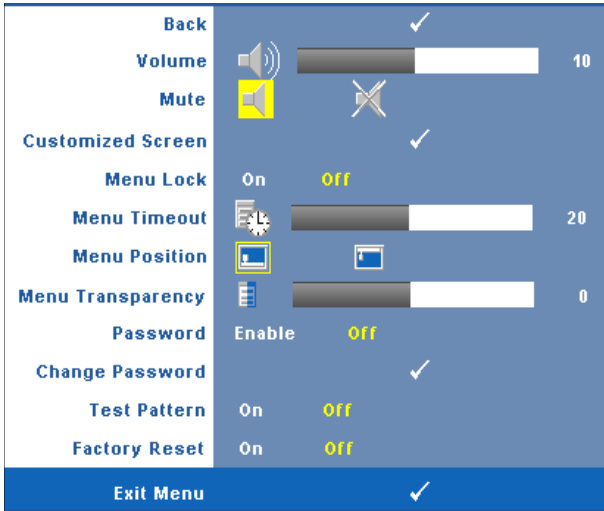 Back
Volume 10
Mute
Customized Screen
Menu Lock On Off
Menu Timeout 20
Menu Position
Menu Transparency 0
Password Enable Off
Change Password
Test Pattern On Off
Factory Reset On Off
Exit Menu